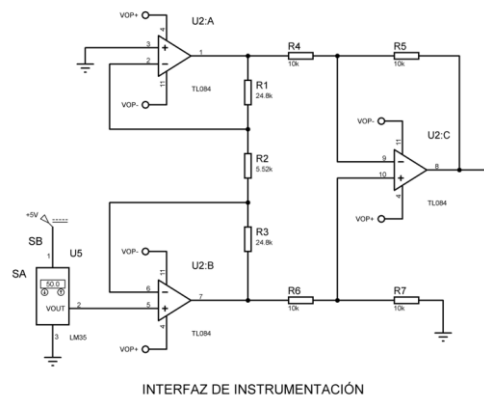 VOP+
U2:A
4
3
2
1
11
VOP-
TL084
R4
10k
R5
10k
R1
24.8k
R2
5.52k
R3
24.8k
VOP-
11
U2:C
9
10
8
4
VOP+
TL084
+5V
SB
U5
1
SA
50.0
VOUT
2
3
LM35
VOP-
U2:B
11
6
5
7
4
VOP+
TL084
R6
10k
R7
10k
INTERFAZ DE INSTRUMENTACIÓN